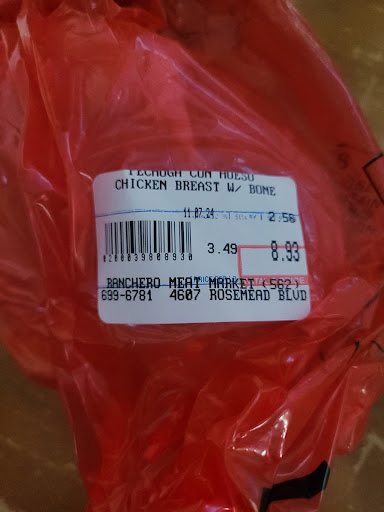 PECHUGA CON HUESO
CHICKEN BREAST W/ BONE
11.07.24 2.56
3.49 8.93
0200039808930
RANCHERO MEAT MARKET (562)
699-6781 4607 ROSEMEAD BLVD